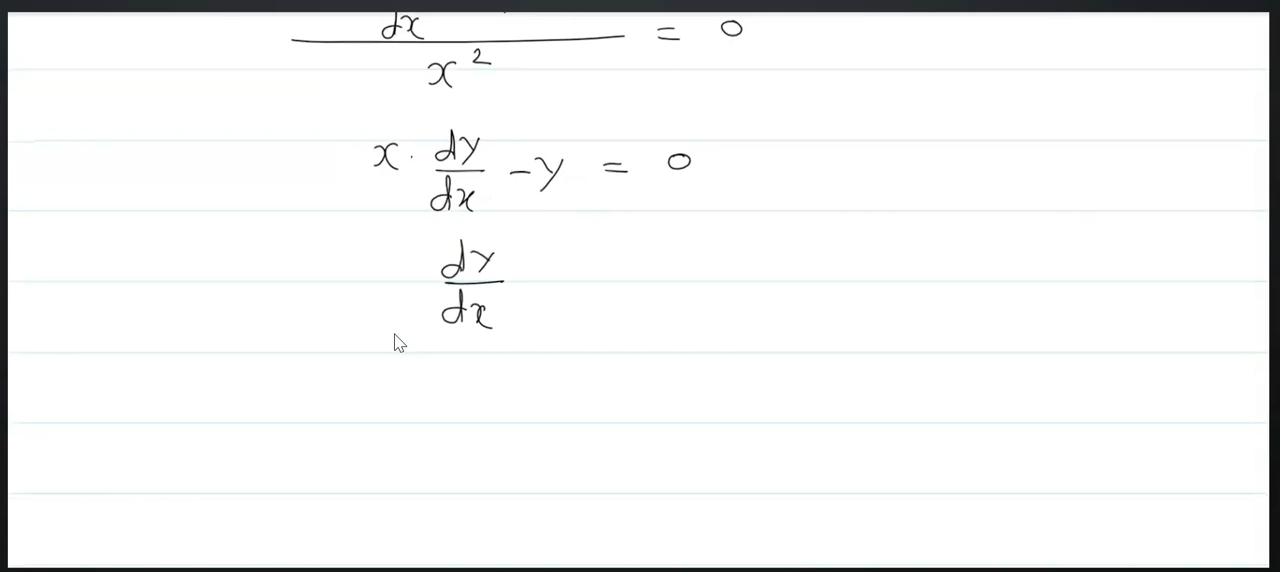 dx = 0
x²
x · dy/dx - y = 0
dy/dx